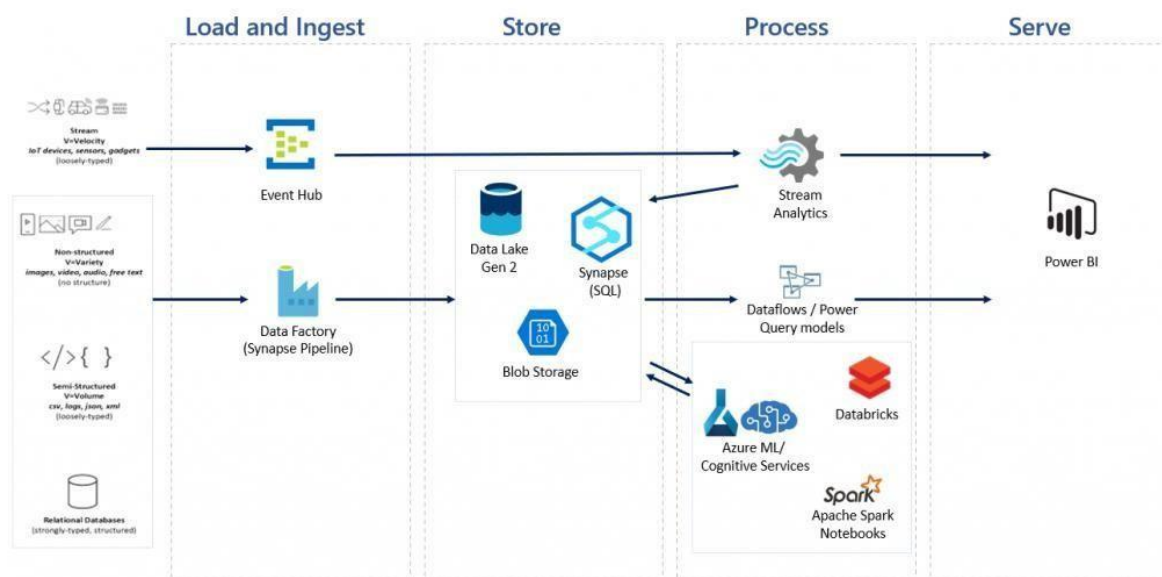 Load and Ingest
Store
Process
Serve
Stream
V=Velocity
IoT devices, sensors, gadgets
(loosely-typed)
Event Hub
Stream
Analytics
Non-structured
V=Variety
images, video, audio, free text
(no structure)
Data Lake
Gen 2
Synapse
(SQL)
Power BI
Data Factory
(Synapse Pipeline)
Dataflows / Power
Query models
10
01
Blob Storage
</>{ }
Semi-Structured
V=Volume
csv, logs, json, xml
(loosely-typed)
Azure ML/
Cognitive Services
Databricks
Relational Databases
(strongly-typed, structured)
Spark
Apache Spark
Notebooks